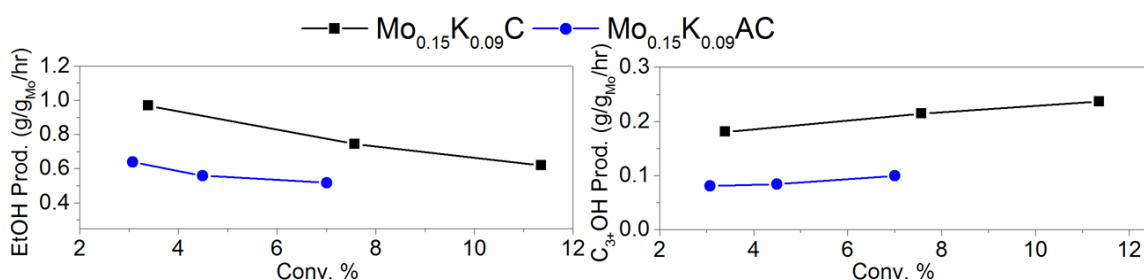 Mo₀.₁₅K₀.₀₉C Mo₀.₁₅K₀.₀₉AC
EtOH Prod. (g/g_Mo/hr)
1.2
1.0
0.8
0.6
0.4
2 4 6 8 10 12
Conv. %
C₃₊OH Prod. (g/g_Mo/hr)
0.3
0.2
0.1
0.0
2 4 6 8 10 12
Conv. %